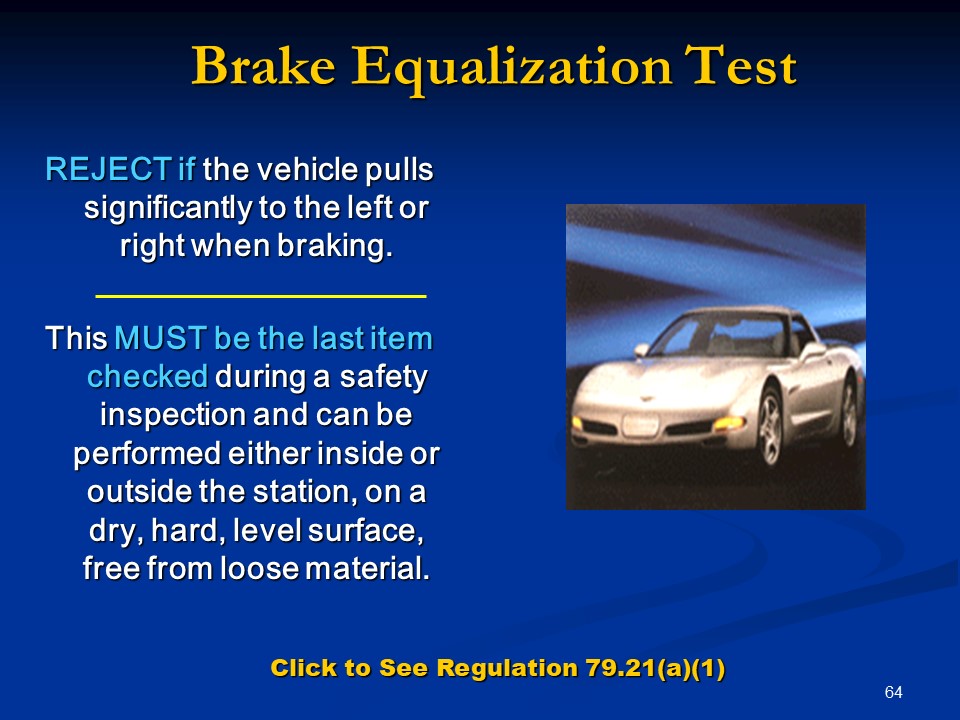 Brake Equalization Test
REJECT if the vehicle pulls
significantly to the left or
right when braking.
This MUST be the last item
checked during a safety
inspection and can be
performed either inside or
outside the station, on a
dry, hard, level surface,
free from loose material.
Click to See Regulation 79.21(a)(1)
64